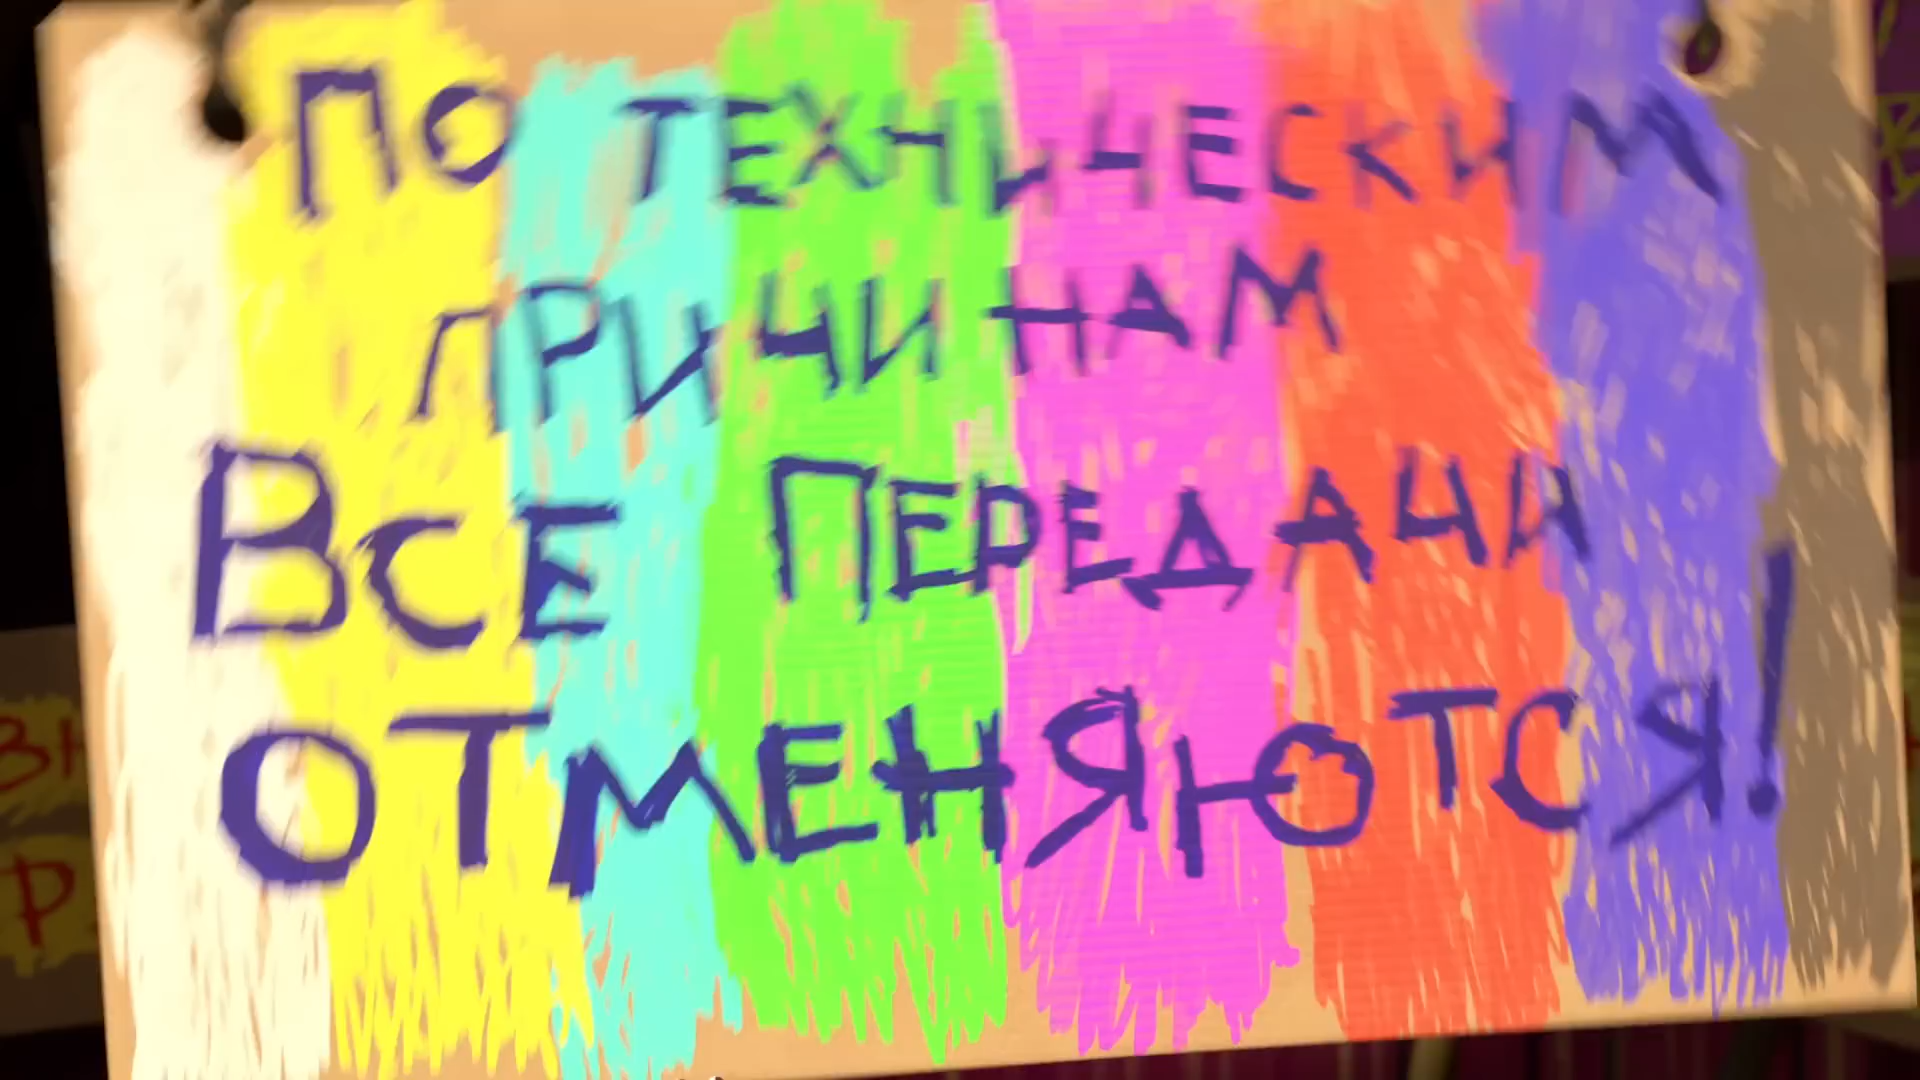 ПО ТЕХНИЧЕСКИМ
ПРИЧИНАМ
ВСЕ ПЕРЕДАЧИ
ОТМЕНЯЮТСЯ!